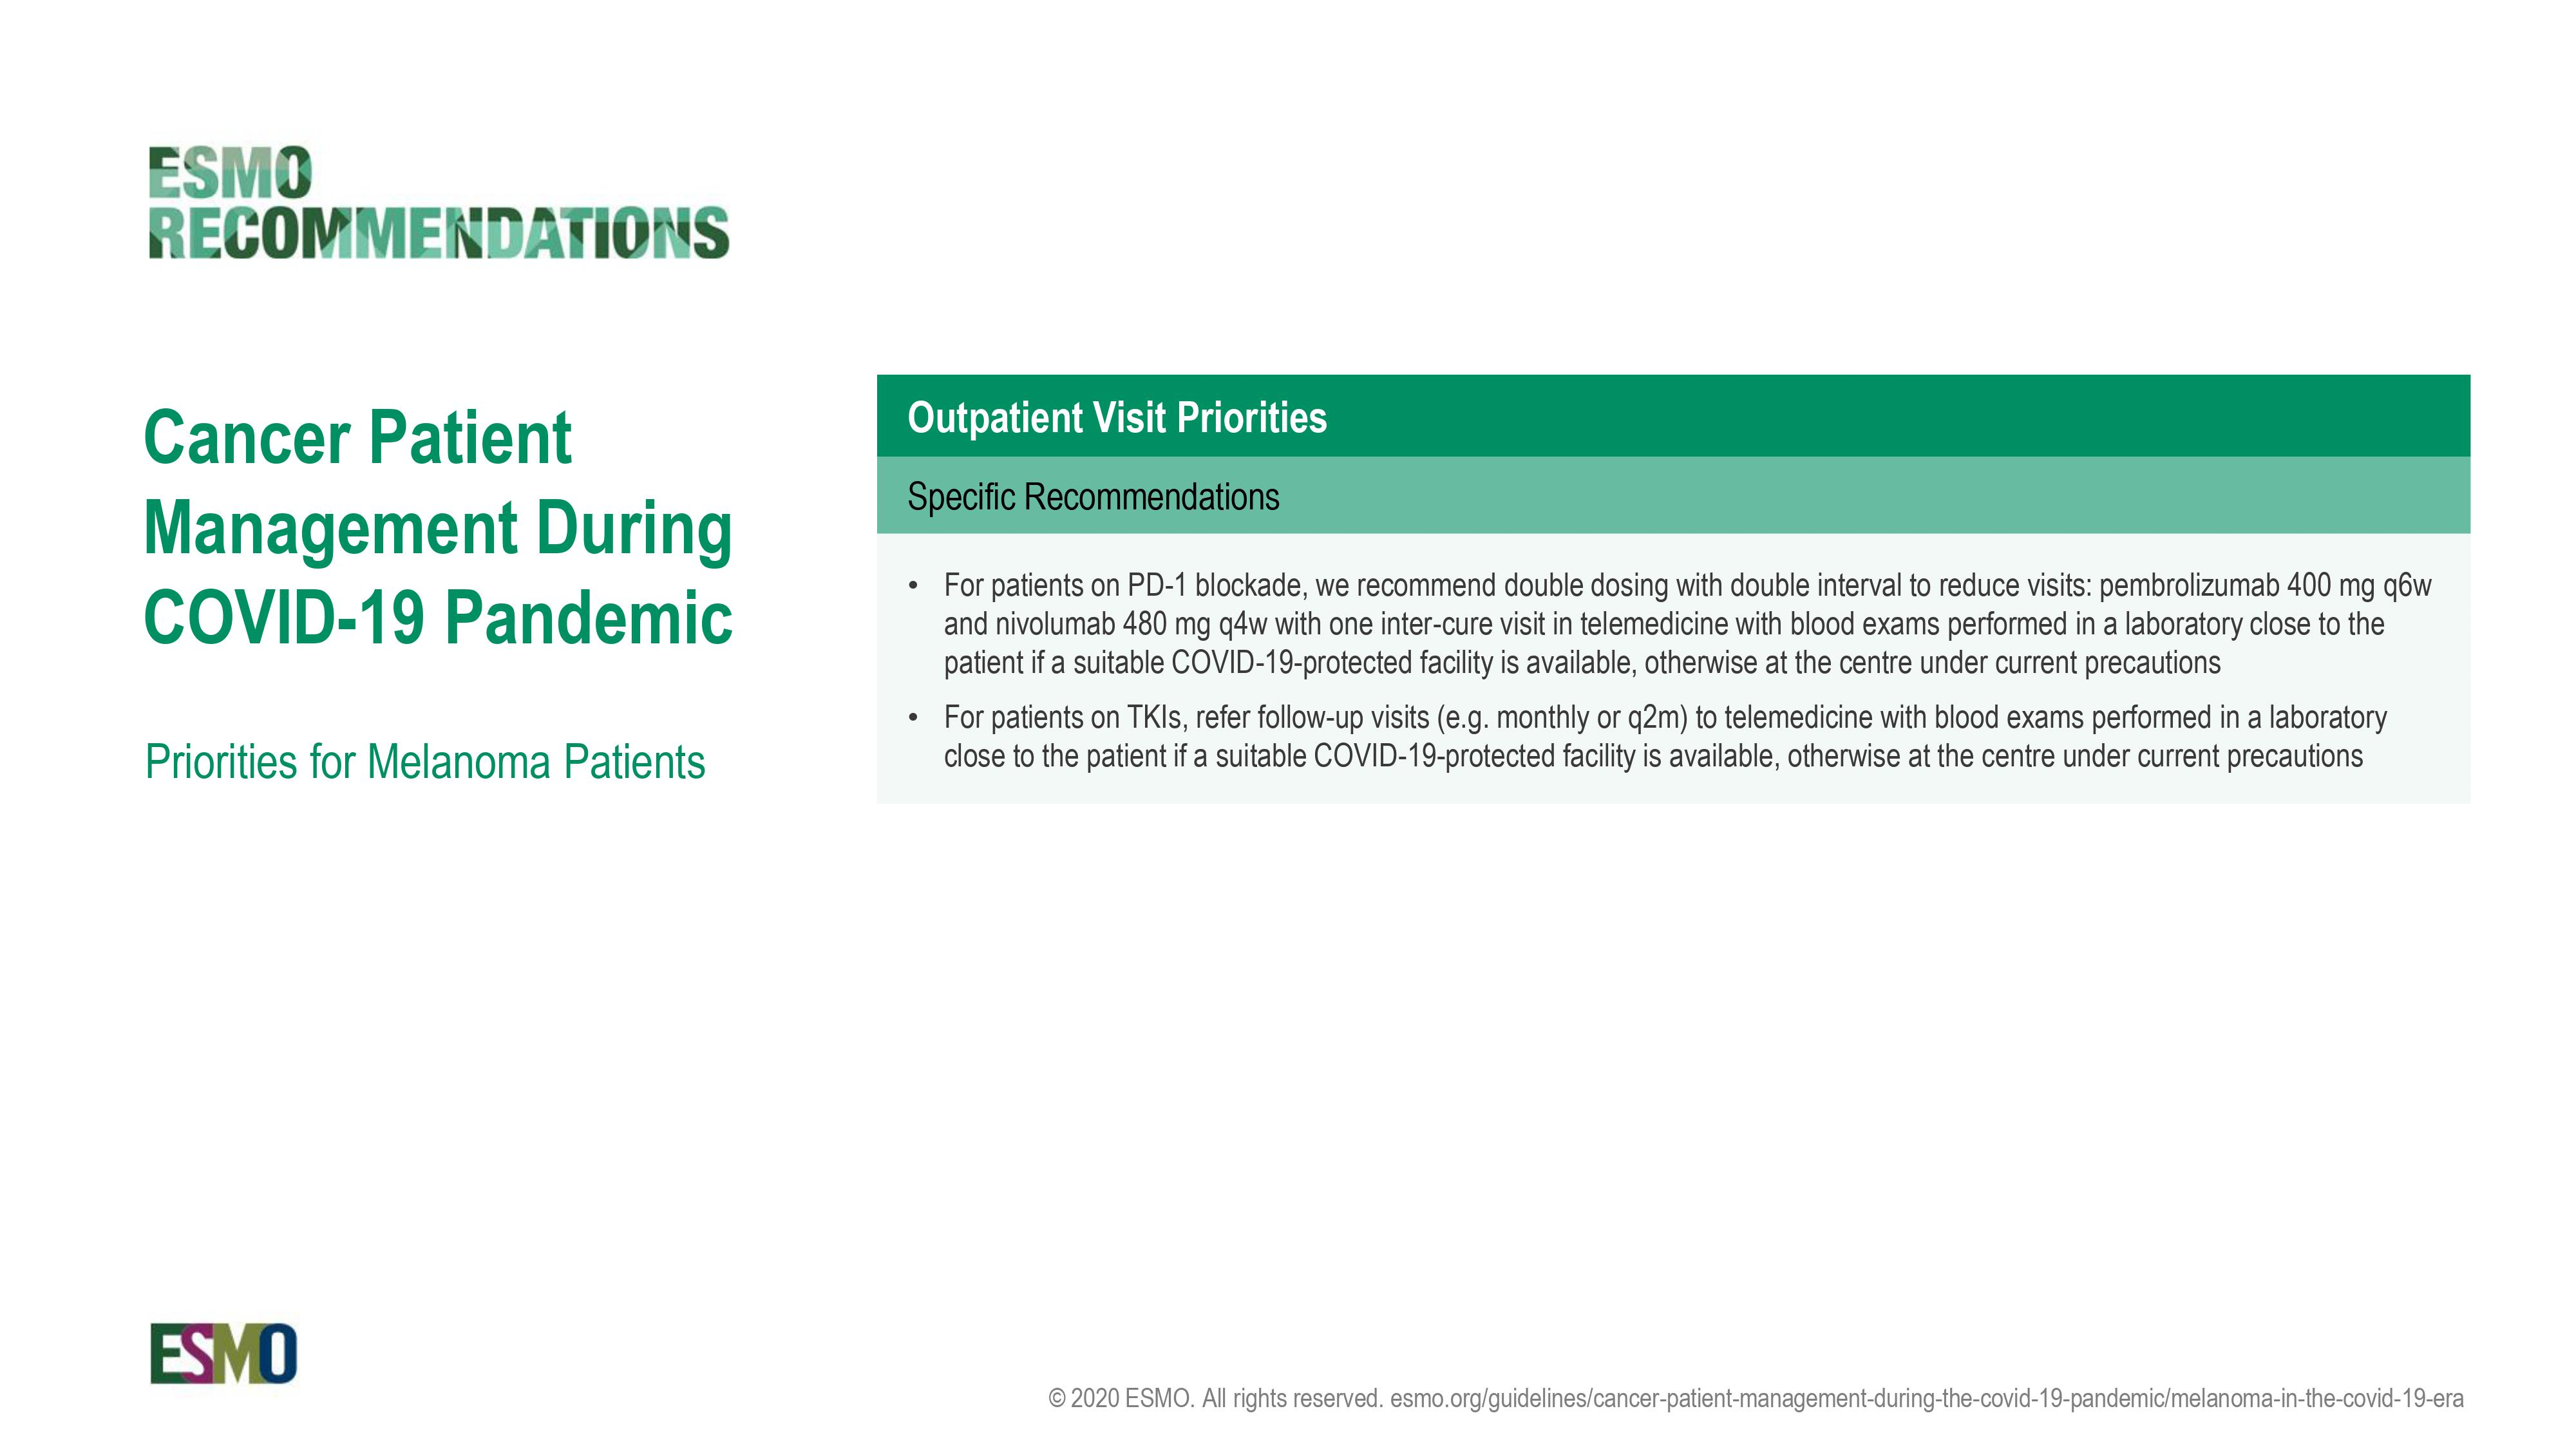 ESMO
RECOMMENDATIONS
Cancer Patient
Management During
COVID-19 Pandemic
Priorities for Melanoma Patients
Outpatient Visit Priorities
Specific Recommendations
• For patients on PD-1 blockade, we recommend double dosing with double interval to reduce visits: pembrolizumab 400 mg q6w
and nivolumab 480 mg q4w with one inter-cure visit in telemedicine with blood exams performed in a laboratory close to the
patient if a suitable COVID-19-protected facility is available, otherwise at the centre under current precautions
• For patients on TKIs, refer follow-up visits (e.g. monthly or q2m) to telemedicine with blood exams performed in a laboratory
close to the patient if a suitable COVID-19-protected facility is available, otherwise at the centre under current precautions
ESMO
© 2020 ESMO. All rights reserved. esmo.org/guidelines/cancer-patient-management-during-the-covid-19-pandemic/melanoma-in-the-covid-19-era